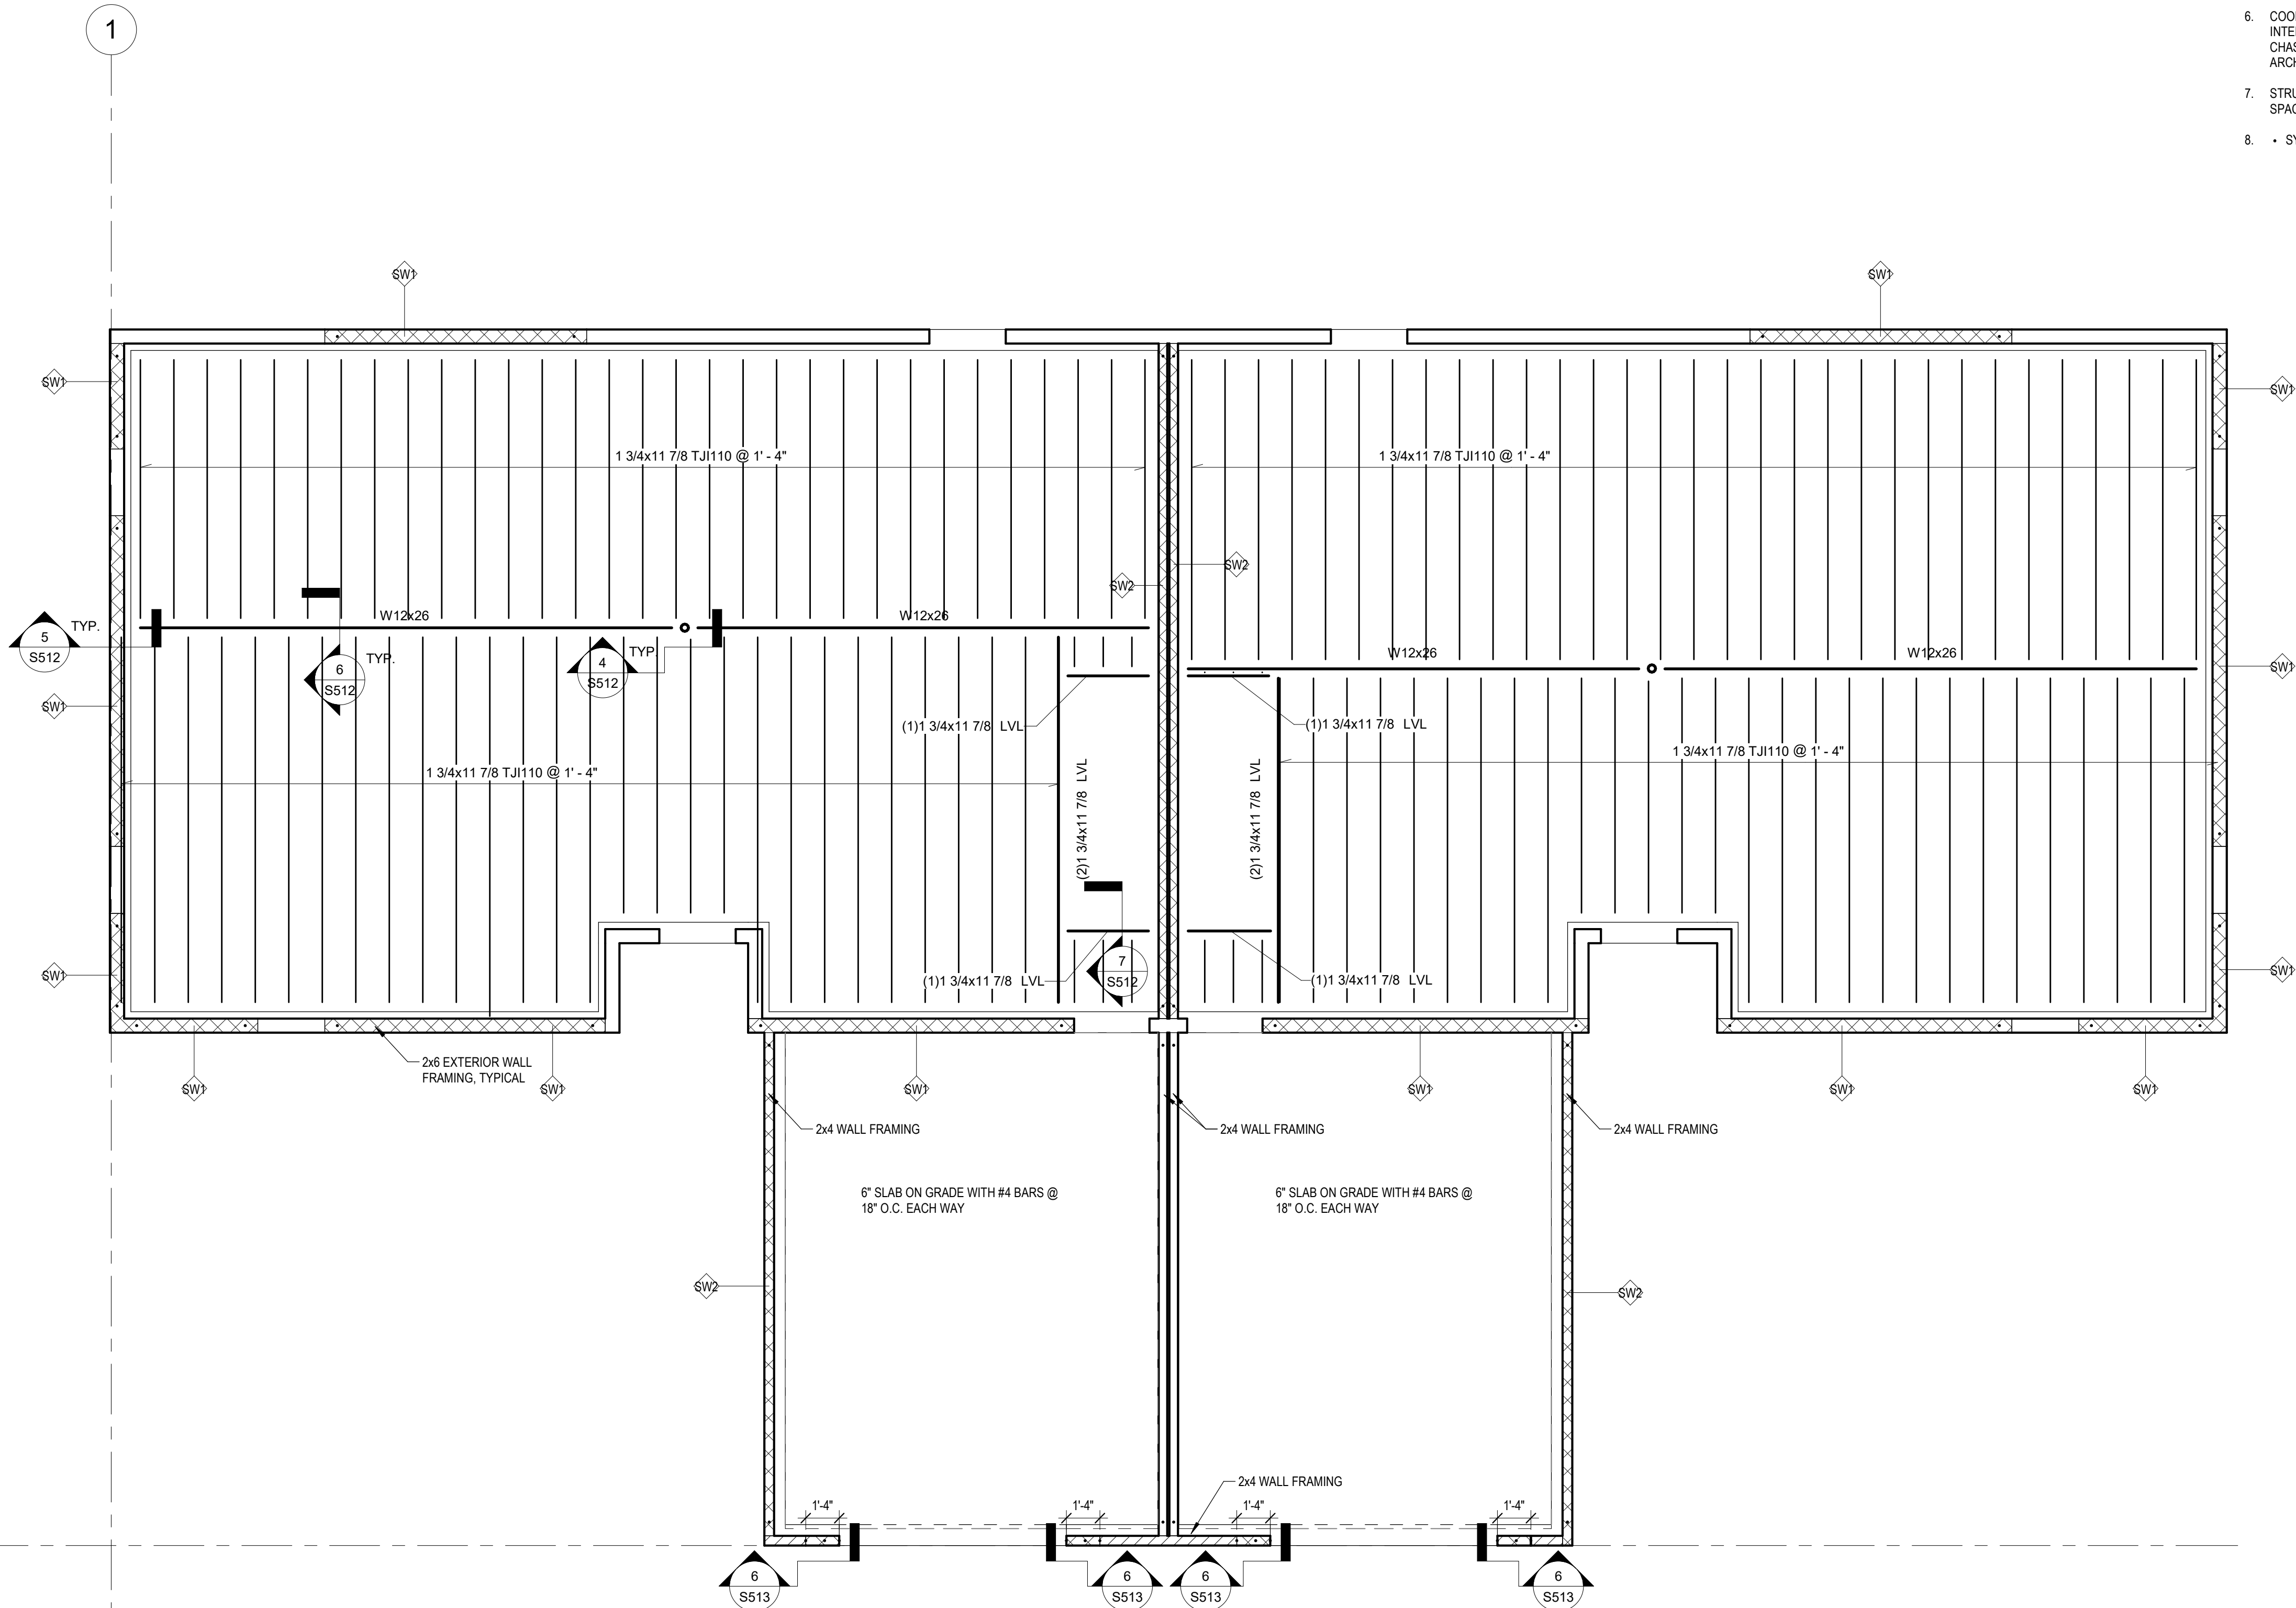 1
6. COO
INTE
CHAS
ARCH
7. STRU
SPAC
8. • SY
SW1
SW1
SW1
SW1
1 3/4x11 7/8 TJI110 @ 1' - 4"
1 3/4x11 7/8 TJI110 @ 1' - 4"
SW2
SW2
W12x26
W12x26
5
S512
TYP.
6
S512
TYP.
4
S512
TYP.
W12x26
W12x26
SW1
SW1
(1)1 3/4x11 7/8 LVL
(1)1 3/4x11 7/8 LVL
1 3/4x11 7/8 TJI110 @ 1' - 4"
1 3/4x11 7/8 TJI110 @ 1' - 4"
(2)1 3/4x11 7/8 LVL
(2)1 3/4x11 7/8 LVL
7
S512
(1)1 3/4x11 7/8 LVL
(1)1 3/4x11 7/8 LVL
SW1
SW1
2x6 EXTERIOR WALL
FRAMING, TYPICAL
SW1
SW1
SW1
SW1
SW1
SW1
2x4 WALL FRAMING
2x4 WALL FRAMING
2x4 WALL FRAMING
6" SLAB ON GRADE WITH #4 BARS @
18" O.C. EACH WAY
6" SLAB ON GRADE WITH #4 BARS @
18" O.C. EACH WAY
SW2
SW2
2x4 WALL FRAMING
1'-4"
1'-4"
1'-4"
1'-4"
6
S513
6
S513
6
S513
6
S513